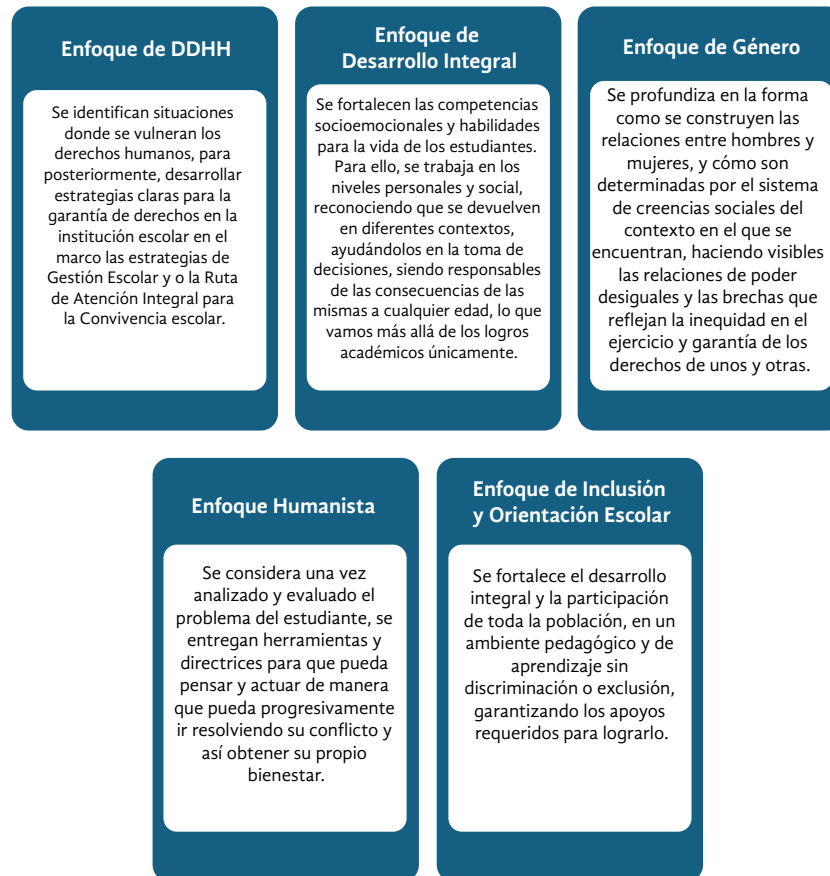 Enfoque de DDHH
Se identifican situaciones
donde se vulneran los
derechos humanos, para
posteriormente, desarrollar
estrategias claras para la
garantía de derechos en la
institución escolar en el
marco las estrategias de
Gestión Escolar y o la Ruta
de Atención Integral para
la Convivencia escolar.
Enfoque de
Desarrollo Integral
Se fortalecen las competencias
socioemocionales y habilidades
para la vida de los estudiantes.
Para ello, se trabaja en los
niveles personales y social,
reconociendo que se devuelven
en diferentes contextos,
ayudándolos en la toma de
decisiones, siendo responsables
de las consecuencias de las
mismas a cualquier edad, lo que
vamos más allá de los logros
académicos únicamente.
Enfoque de Género
Se profundiza en la forma
como se construyen las
relaciones entre hombres y
mujeres, y cómo son
determinadas por el sistema
de creencias sociales del
contexto en el que se
encuentran, haciendo visibles
las relaciones de poder
desiguales y las brechas que
reflejan la inequidad en el
ejercicio y garantía de los
derechos de unos y otras.
Enfoque Humanista
Se considera una vez
analizado y evaluado el
problema del estudiante, se
entregan herramientas y
directrices para que pueda
pensar y actuar de manera
que pueda progresivamente
ir resolviendo su conflicto y
así obtener su propio
bienestar.
Enfoque de Inclusión
y Orientación Escolar
Se fortalece el desarrollo
integral y la participación
de toda la población, en un
ambiente pedagógico y de
aprendizaje sin
discriminación o exclusión,
garantizando los apoyos
requeridos para lograrlo.